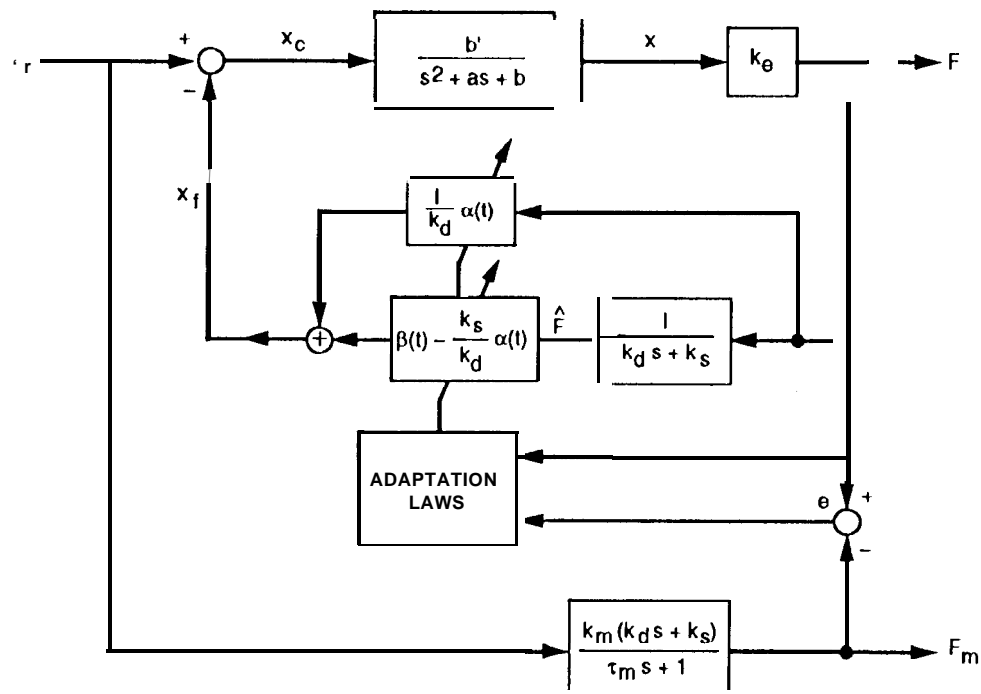 ' r
+
-
x_c
b'
s² + as + b
x
k_e
F
x_f
1
k_d
α(t)
+
β(t) - k_s α(t)
k_d
F̂
1
k_d s + k_s
ADAPTATION
LAWS
e
+
-
k_m (k_d s + k_s)
τ_m s + 1
F_m